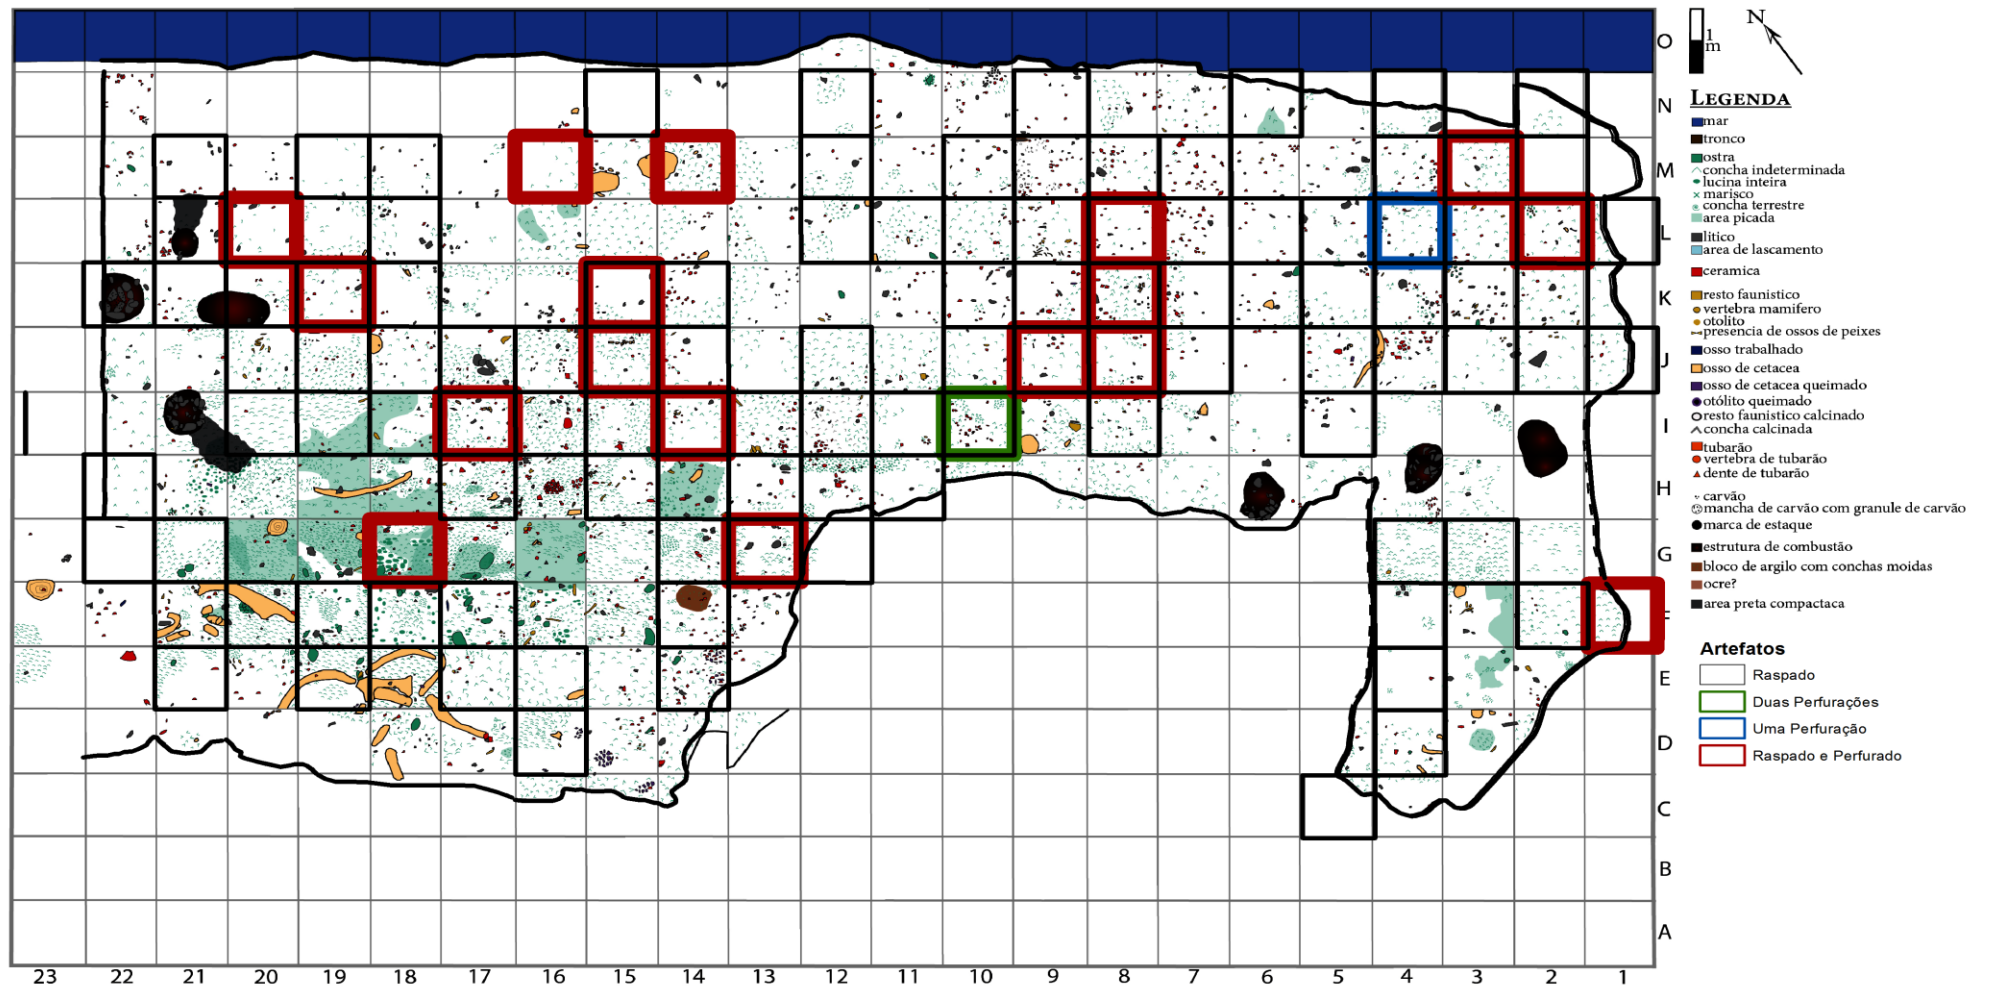 O
N
M
L
K
J
I
H
G
F
E
D
C
B
A
23 22 21 20 19 18 17 16 15 14 13 12 11 10 9 8 7 6 5 4 3 2 1
1
m
N
LEGENDA
mar
tronco
ostra
concha indeterminada
lucina inteira
marisco
concha terrestre
area picada
litico
area de lascamento
ceramica
resto faunistico
vertebra mamifero
otolito
presencia de ossos de peixes
osso trabalhado
osso de cetacea
osso de cetacea queimado
otólito queimado
resto faunistico calcinado
concha calcinada
tubarão
vertebra de tubarão
dente de tubarão
carvão
mancha de carvão com granule de carvão
marca de estaque
estrutura de combustão
bloco de argilo com conchas moidas
ocre?
area preta compactaca
Artefatos
Raspado
Duas Perfurações
Uma Perfuração
Raspado e Perfurado